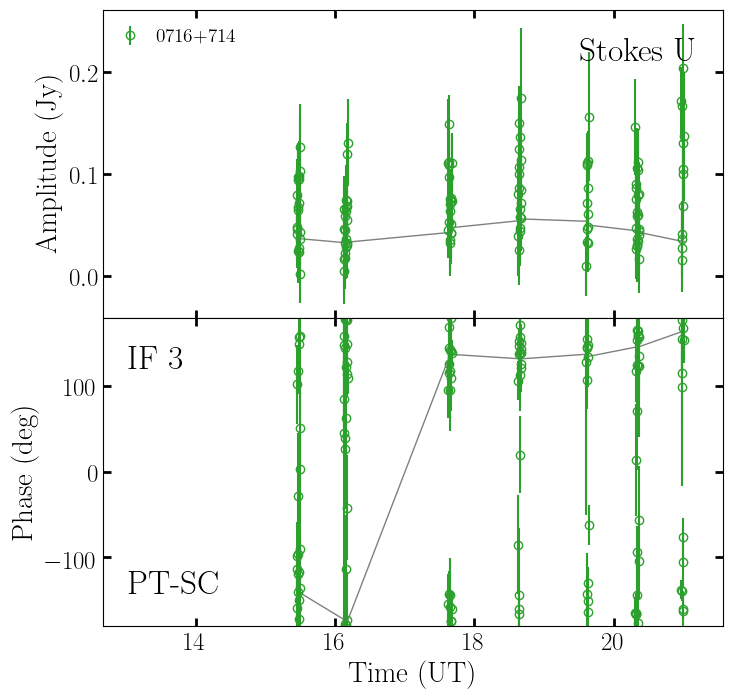 0716+714
Stokes U
0.2
0.1
0.0
Amplitude (Jy)
IF 3
100
0
−100
Phase (deg)
PT-SC
14 16 18 20
Time (UT)